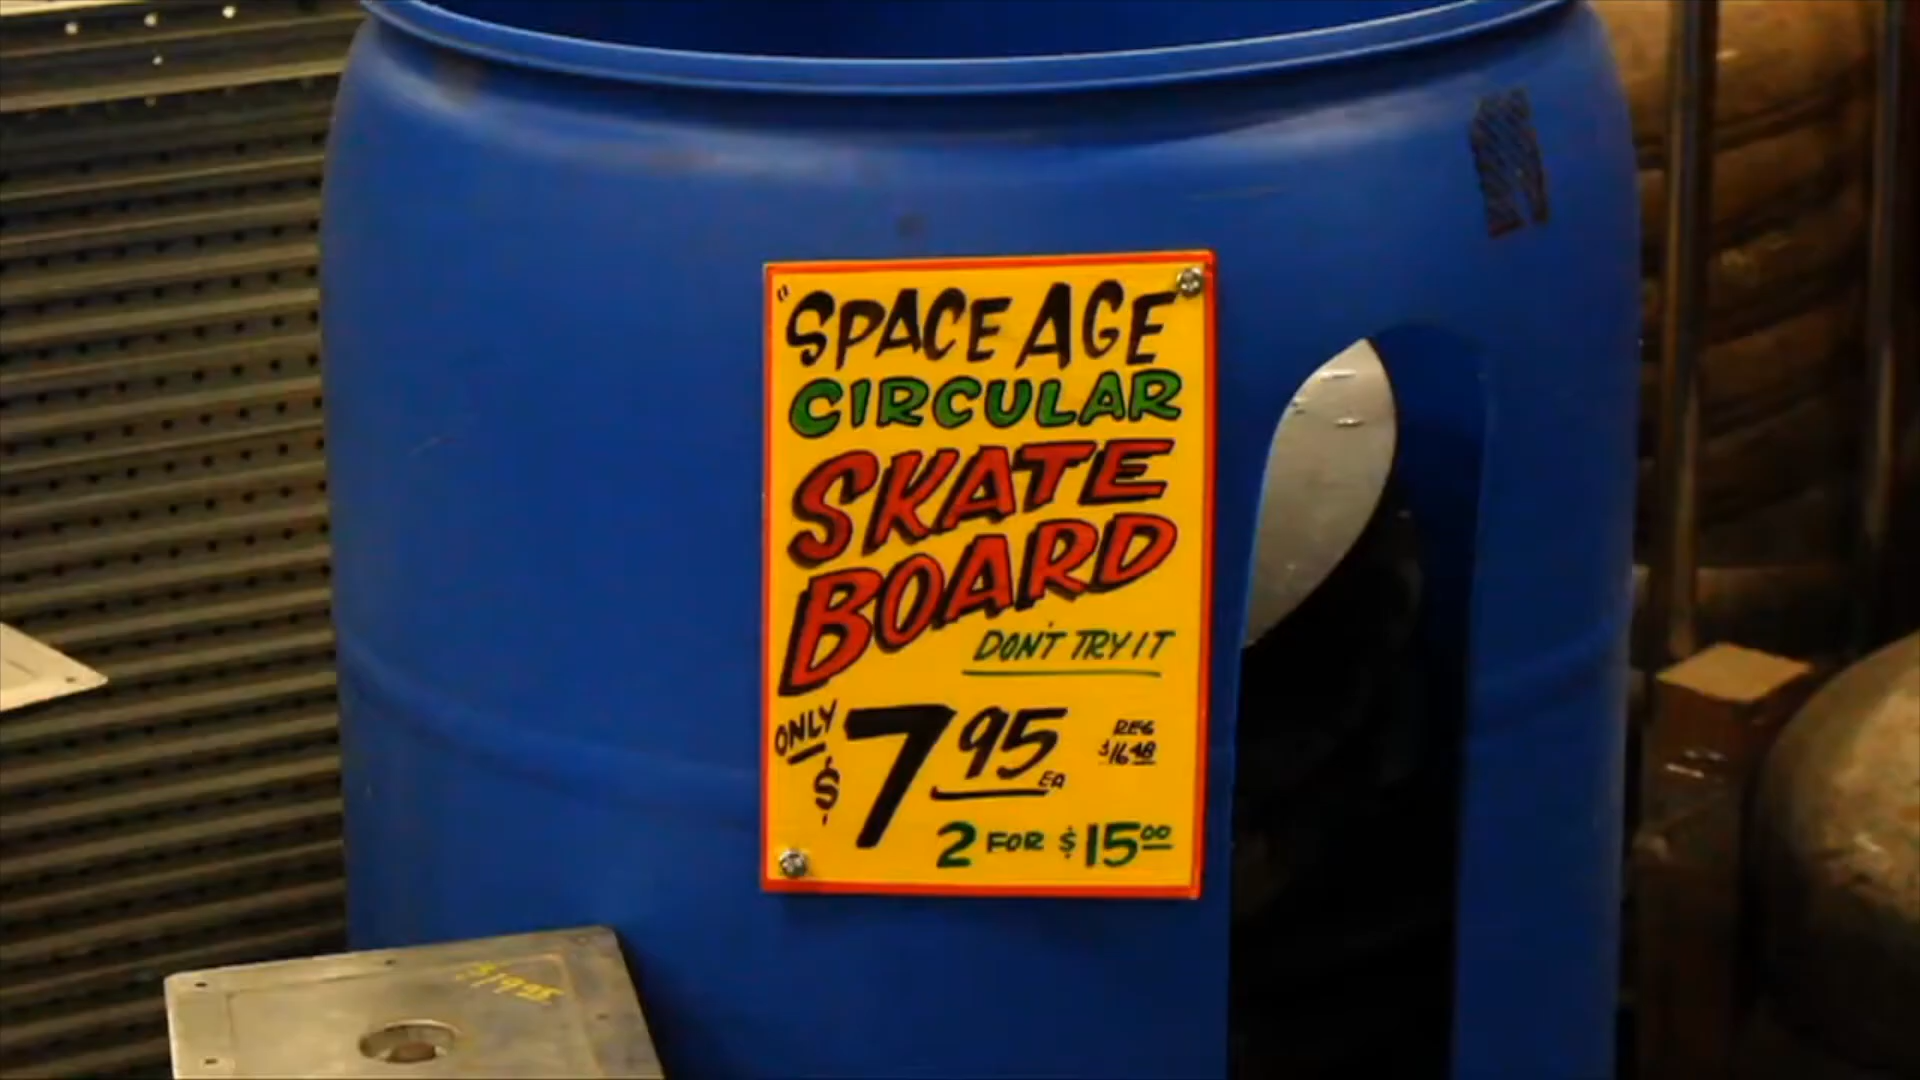 "SPACE AGE"
CIRCULAR
SKATE
BOARD
DON'T TRY IT
ONLY
$7.95 EA
REG
$16.48
2 FOR $15.00